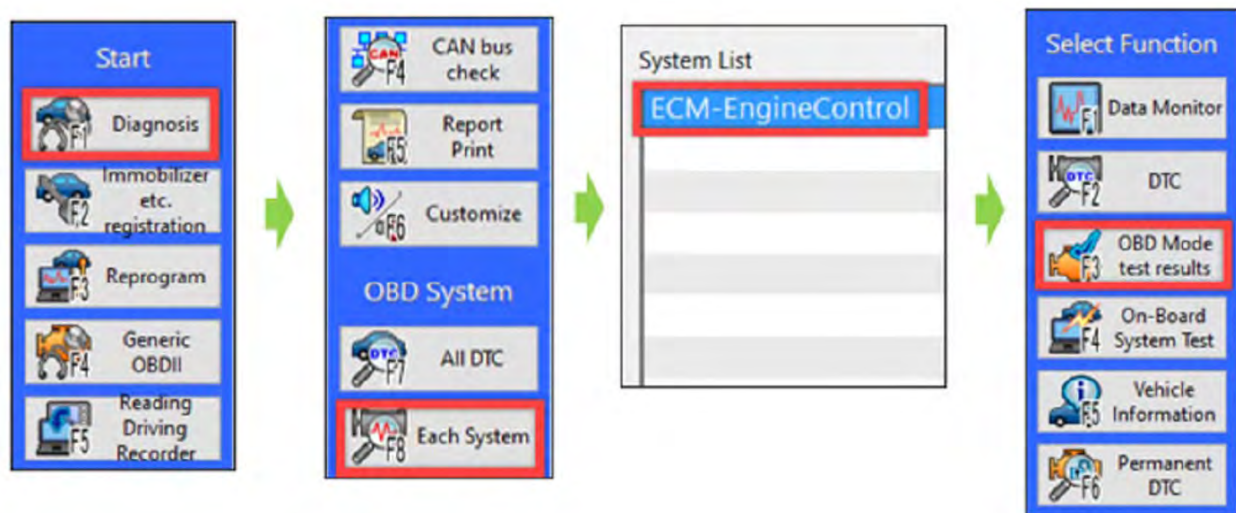 Start
Diagnosis
F1
Immobilizer
etc.
registration
F2
Reprogram
F3
Generic
OBDII
F4
Reading
Driving
Recorder
F5
CAN bus
check
CAN
F4
Report
Print
F5
Customize
F6
OBD System
All DTC
DTC
F7
Each System
F8
System List
ECM-EngineControl
Select Function
Data Monitor
F1
DTC
DTC
F2
OBD Mode
test results
F3
On-Board
System Test
F4
Vehicle
Information
F5
Permanent
DTC
F6